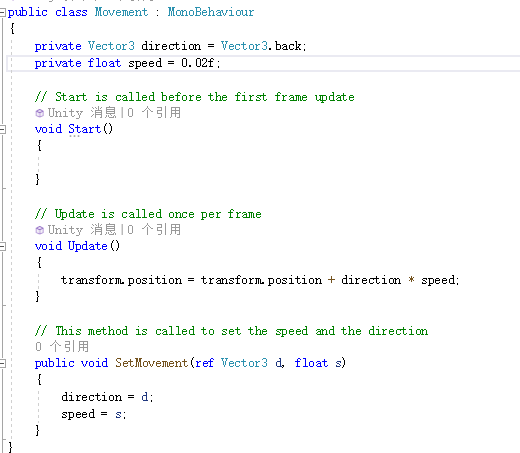 public class Movement : MonoBehaviour
{
private Vector3 direction = Vector3.back;
private float speed = 0.02f;
// Start is called before the first frame update
Unity 消息|0 个引用
void Start()
{
}
// Update is called once per frame
Unity 消息|0 个引用
void Update()
{
transform.position = transform.position + direction * speed;
}
// This method is called to set the speed and the direction
0 个引用
public void SetMovement(ref Vector3 d, float s)
{
direction = d;
speed = s;
}
}